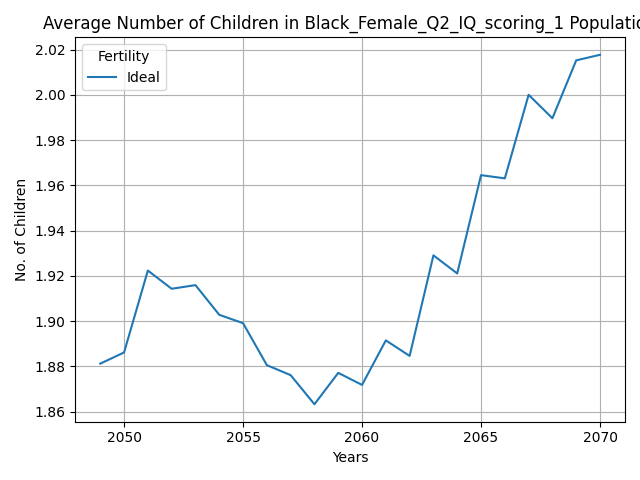 Average Number of Children in Black_Female_Q2_IQ_scoring_1 Populatio
Fertility
Ideal
No. of Children
2.02
2.00
1.98
1.96
1.94
1.92
1.90
1.88
1.86
2050 2055 2060 2065 2070
Years